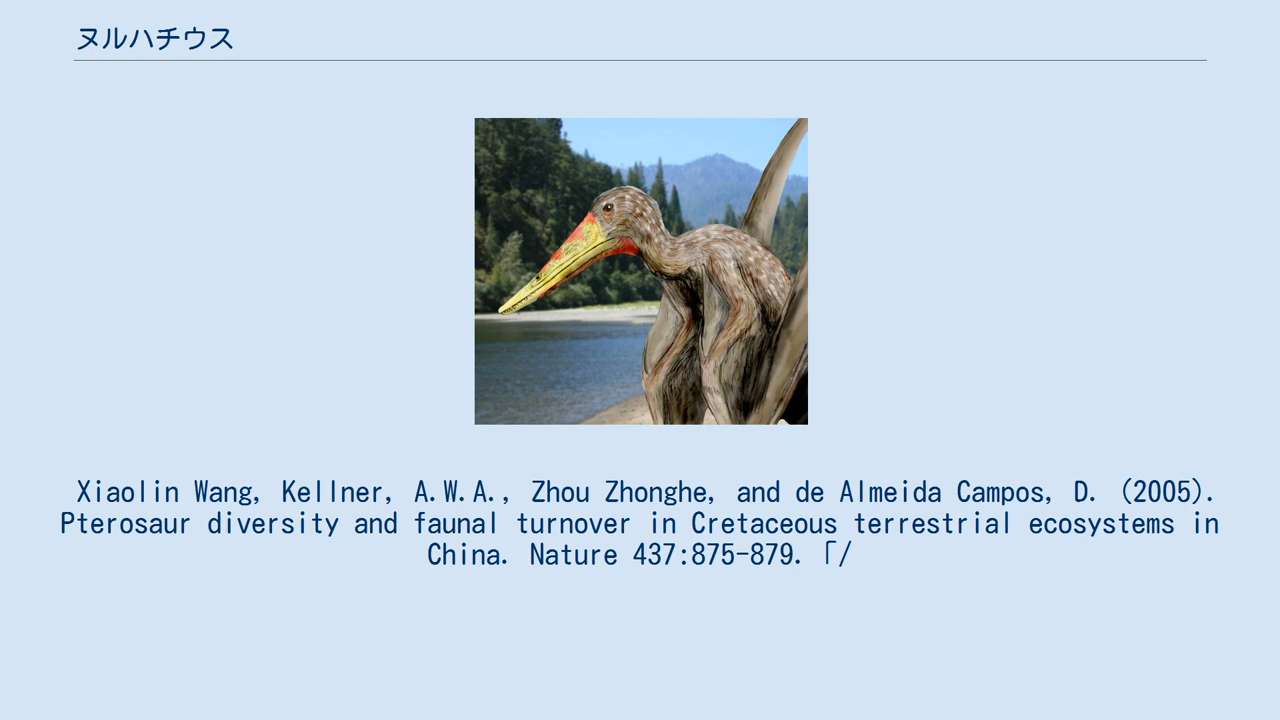 ヌルハチウス
Xiaolin Wang, Kellner, A.W.A., Zhou Zhonghe, and de Almeida Campos, D. (2005).
Pterosaur diversity and faunal turnover in Cretaceous terrestrial ecosystems in
China. Nature 437:875-879. 「/